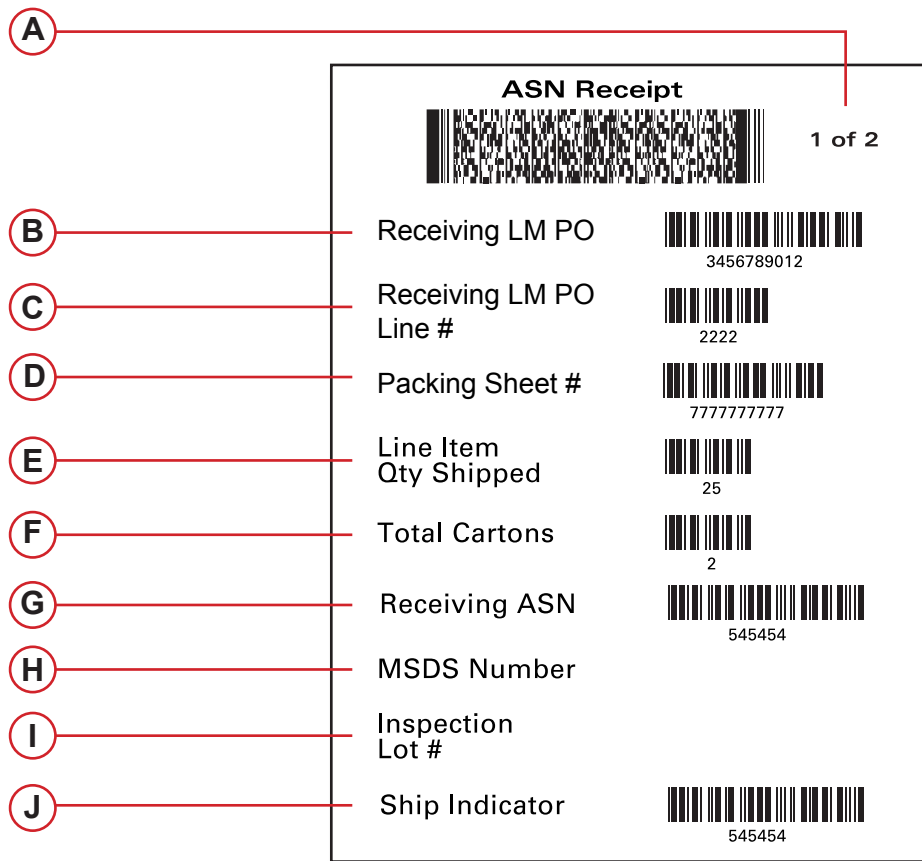 A
ASN Receipt
1 of 2
B
Receiving LM PO
3456789012
C
Receiving LM PO
Line #
2222
D
Packing Sheet #
7777777777
E
Line Item
Qty Shipped
25
F
Total Cartons
2
G
Receiving ASN
545454
H
MSDS Number
I
Inspection
Lot #
J
Ship Indicator
545454